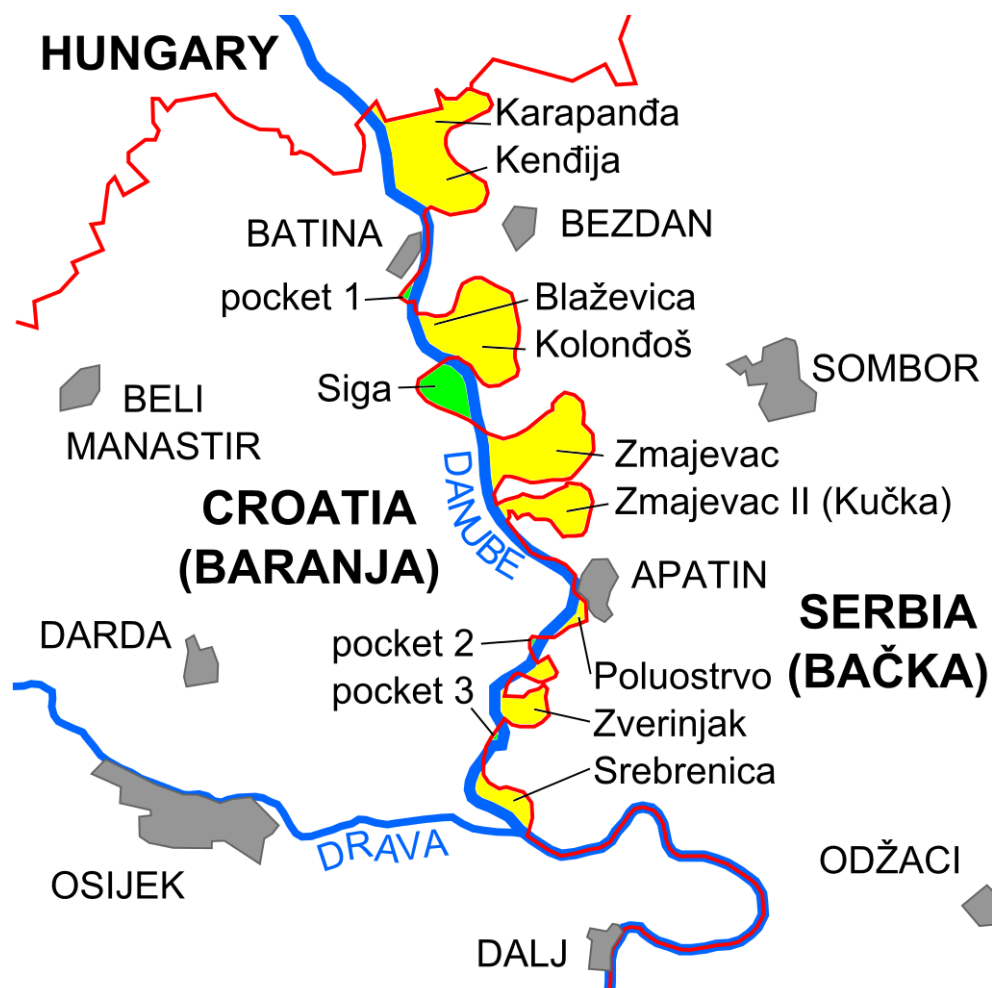 HUNGARY
Karapanđa
Kenđija
BATINA
BEZDAN
pocket 1
Blaževica
Kolonđoš
Siga
SOMBOR
BELI
MANASTIR
Zmajevac
DANUBE
Zmajevac II (Kučka)
CROATIA
(BARANJA)
APATIN
SERBIA
(BAČKA)
DARDA
pocket 2
Poluostrvo
pocket 3
Zverinjak
Srebrenica
DRAVA
ODŽACI
OSIJEK
DALJ